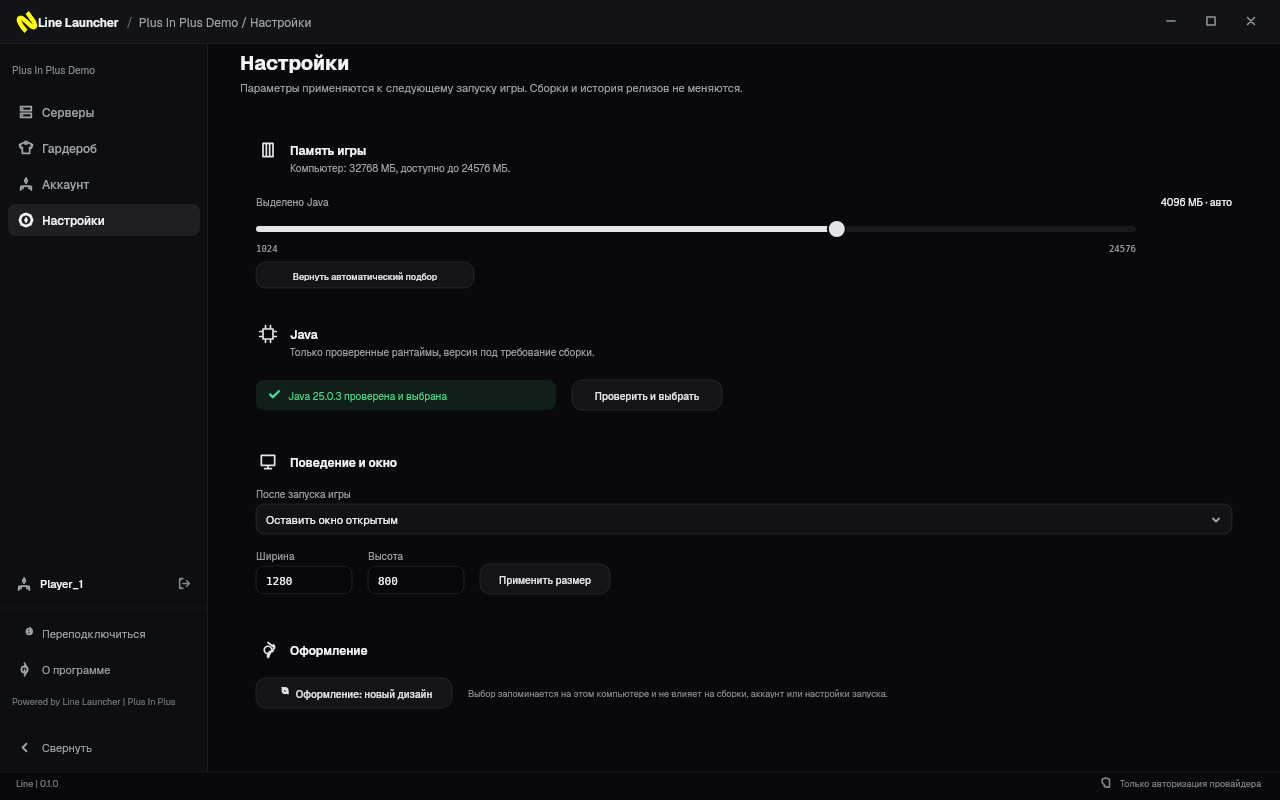 Line Launcher / Plus In Plus Demo / Настройки
Plus In Plus Demo
Серверы
Гардероб
Аккаунт
Настройки
Player_1
Переподключиться
О программе
Powered by Line Launcher | Plus In Plus
Свернуть
Настройки
Параметры применяются к следующему запуску игры. Сборки и история релизов не меняются.
Память игры
Компьютер: 32768 МБ, доступно до 24576 МБ.
Выделено Java
4096 МБ · авто
1024
24576
Вернуть автоматический подбор
Java
Только проверенные рантаймы, версия под требование сборки.
Java 25.0.3 проверена и выбрана
Проверить и выбрать
Поведение и окно
После запуска игры
Оставить окно открытым
Ширина
Высота
1280
800
Применить размер
Оформление
Оформление: новый дизайн
Выбор запоминается на этом компьютере и не влияет на сборки, аккаунт или настройки запуска.
Line | 0.1.0
Только авторизация провайдера